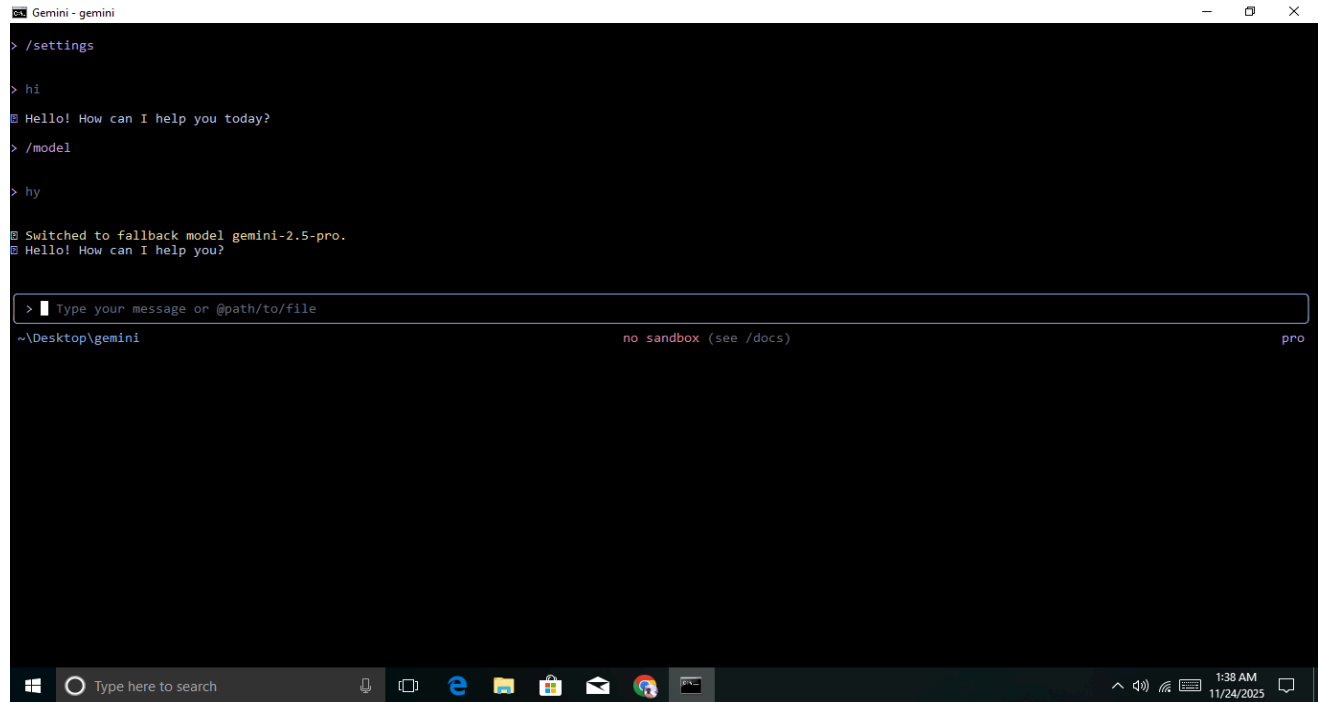 Gemini - gemini
> /settings
> hi
Hello! How can I help you today?
> /model
> hy
Switched to fallback model gemini-2.5-pro.
Hello! How can I help you?
> Type your message or @path/to/file
~\Desktop\gemini no sandbox (see /docs) pro
Type here to search
1:38 AM
11/24/2025